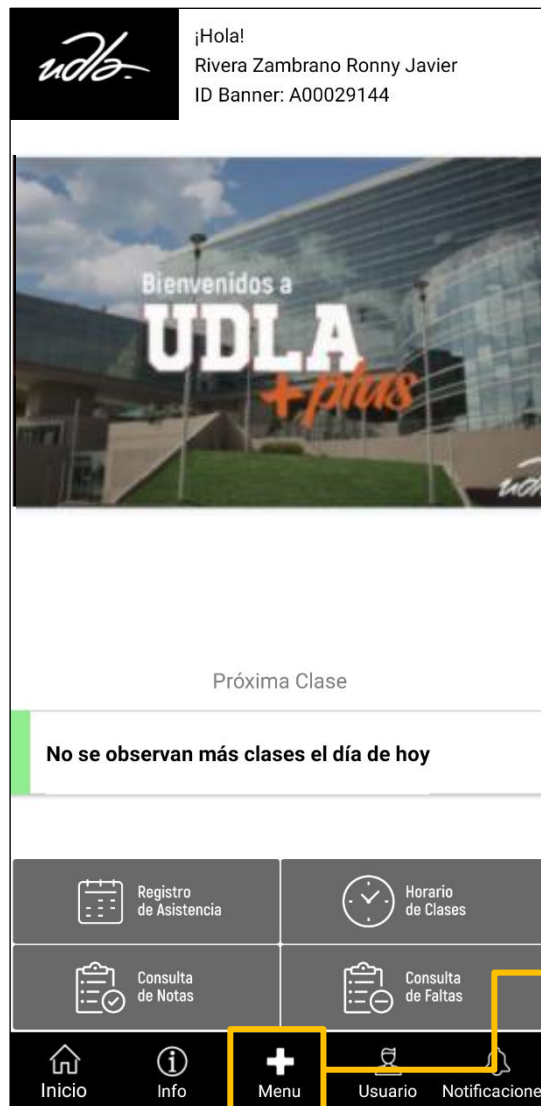 udla-
¡Hola!
Rivera Zambrano Ronny Javier
ID Banner: A00029144
Bienvenidos a
UDLA
+plus
Próxima Clase
No se observan más clases el día de hoy
Registro
de Asistencia
Horario
de Clases
Consulta
de Notas
Consulta
de Faltas
Inicio
Info
Menu
Usuario
Notificacione